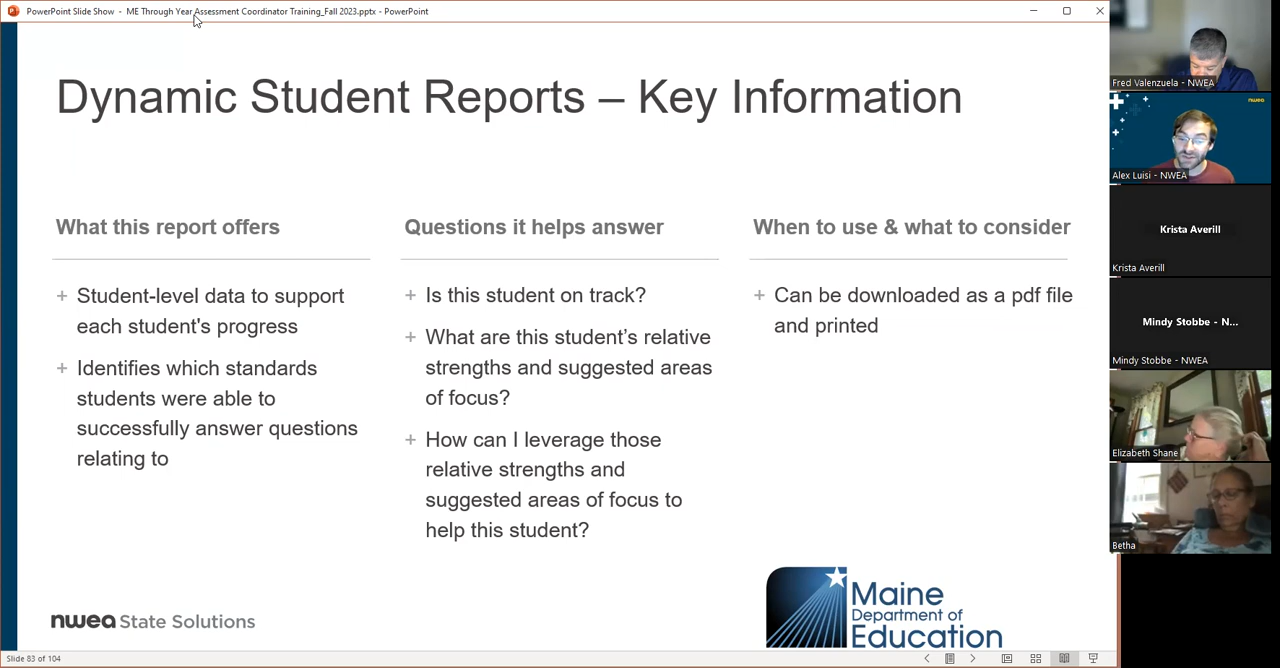 PowerPoint Slide Show - ME Through Year Assessment Coordinator Training_Fall 2023.pptx - PowerPoint
Dynamic Student Reports – Key Information
What this report offers
+ Student-level data to support
each student's progress
+ Identifies which standards
students were able to
successfully answer questions
relating to
Questions it helps answer
+ Is this student on track?
+ What are this student’s relative
strengths and suggested areas
of focus?
+ How can I leverage those
relative strengths and
suggested areas of focus to
help this student?
When to use & what to consider
+ Can be downloaded as a pdf file
and printed
nwea State Solutions
Maine
Department of
Education
Slide 83 of 104
Fred Valenzuela - NWEA
nwea
Alex Luisi - NWEA
Krista Averill
Krista Averill
Mindy Stobbe - N...
Mindy Stobbe - NWEA
Elizabeth Shane
Betha